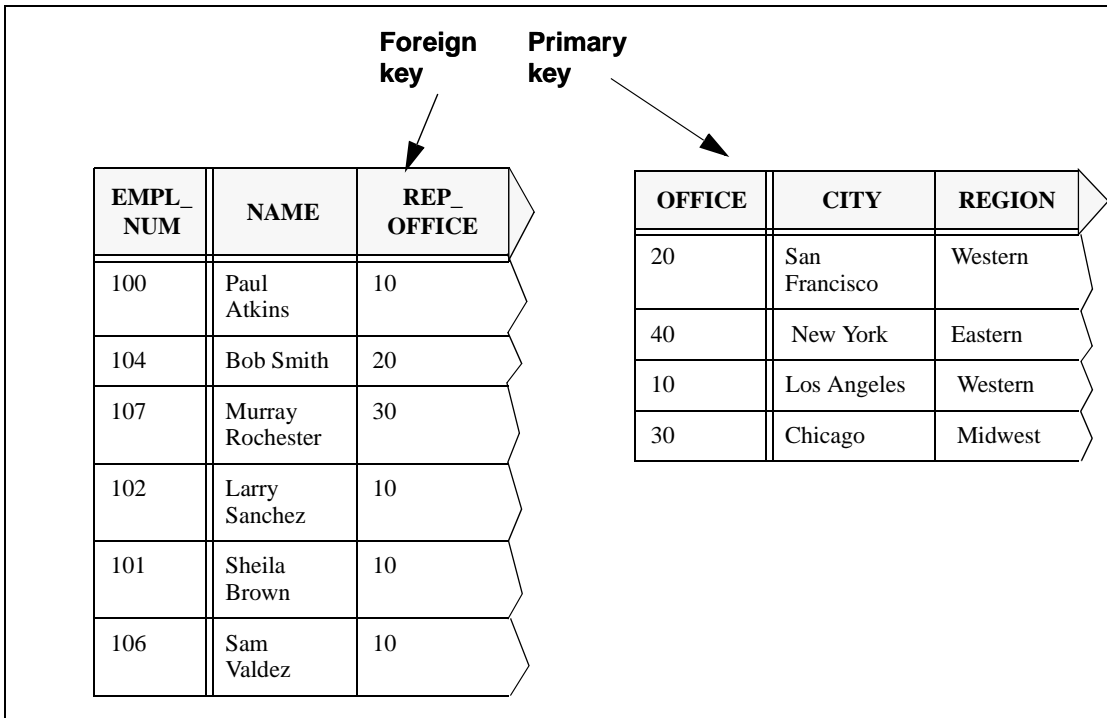 Foreign key
Primary key
EMPL_ NUM NAME REP_ OFFICE
100 Paul Atkins 10
104 Bob Smith 20
107 Murray Rochester 30
102 Larry Sanchez 10
101 Sheila Brown 10
106 Sam Valdez 10
OFFICE CITY REGION
20 San Francisco Western
40 New York Eastern
10 Los Angeles Western
30 Chicago Midwest